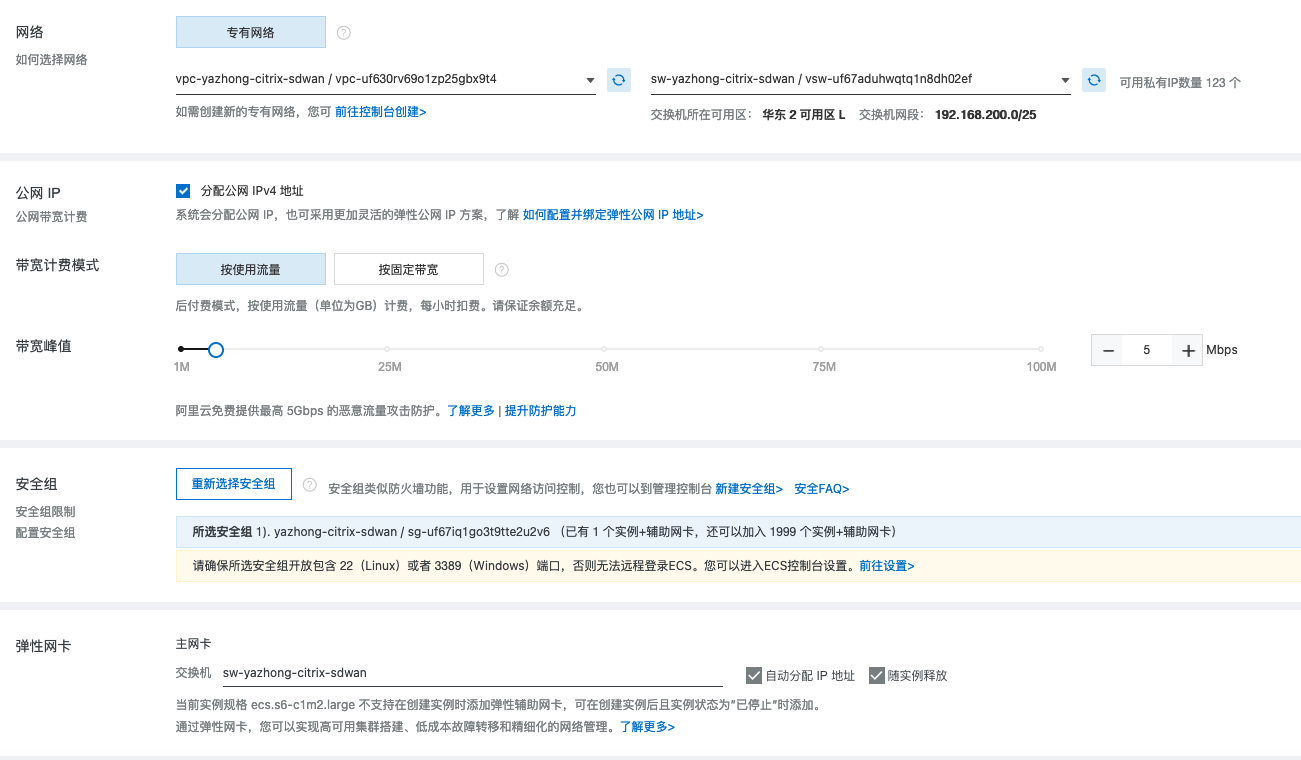 网络
专有网络
如何选择网络
vpc-yazhong-citrix-sdwan / vpc-uf630rv69o1zp25gbx9t4
sw-yazhong-citrix-sdwan / vsw-uf67aduhwqtq1n8dh02ef
可用私有IP数量 123 个
如需创建新的专有网络，您可 前往控制台创建>
交换机所在可用区： 华东 2 可用区 L 交换机网段： 192.168.200.0/25
公网 IP
分配公网 IPv4 地址
公网带宽计费
系统会分配公网 IP，也可采用更加灵活的弹性公网 IP 方案，了解 如何配置并绑定弹性公网 IP 地址>
带宽计费模式
按使用流量
按固定带宽
后付费模式，按使用流量（单位为GB）计费，每小时扣费。请保证余额充足。
带宽峰值
1M
25M
50M
75M
100M
5
Mbps
阿里云免费提供最高 5Gbps 的恶意流量攻击防护。了解更多 | 提升防护能力
安全组
重新选择安全组
安全组类似防火墙功能，用于设置网络访问控制，您也可以到管理控制台 新建安全组> 安全FAQ>
安全组限制
配置安全组
所选安全组 1). yazhong-citrix-sdwan / sg-uf67iq1go3t9tte2u2v6 （已有 1 个实例+辅助网卡，还可以加入 1999 个实例+辅助网卡）
请确保所选安全组开放包含 22（Linux）或者 3389（Windows）端口，否则无法远程登录ECS。您可以进入ECS控制台设置。前往设置>
弹性网卡
主网卡
交换机 sw-yazhong-citrix-sdwan
自动分配 IP 地址
随实例释放
当前实例规格 ecs.s6-c1m2.large 不支持在创建实例时添加弹性辅助网卡，可在创建实例后且实例状态为"已停止"时添加。
通过弹性网卡，您可以实现高可用集群搭建、低成本故障转移和精细化的网络管理。了解更多>